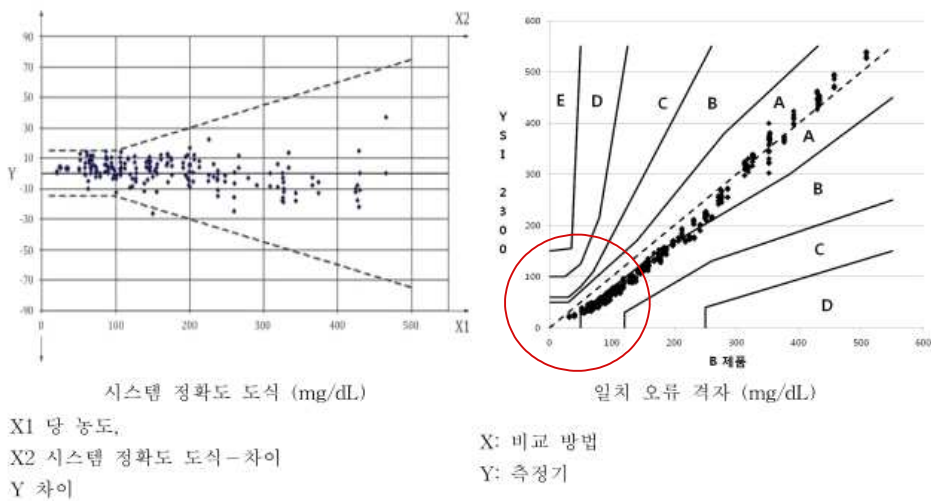 X2
90
70
50
30
10
Y
-10
-30
-50
-70
-90
0
100
200
300
400
500
X1
시스템 정확도 도식 (mg/dL)
X1 당 농도,
X2 시스템 정확도 도식-차이
Y 차이
600
500
400
300
200
100
0
Y
S
I
2
3
0
0
E
D
C
B
A
A
B
C
D
0
100
200
300
400
500
600
B 제품
일치 오류 격자 (mg/dL)
X: 비교 방법
Y: 측정기